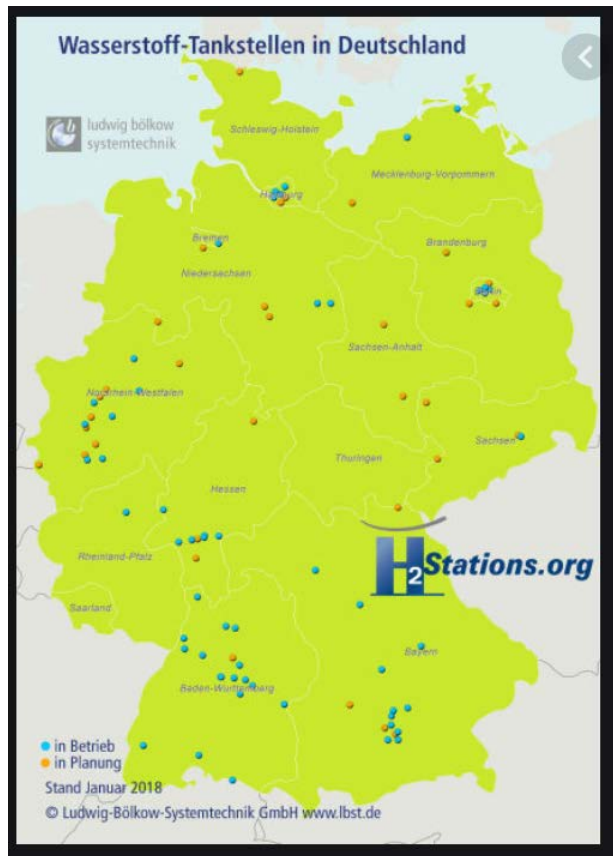 Wasserstoff-Tankstellen in Deutschland
ludwig bölkow
systemtechnik
Schleswig-Holstein
Mecklenburg-Vorpommern
Hamburg
Bremen
Brandenburg
Niedersachsen
Berlin
Sachsen-Anhalt
Nordrhein-Westfalen
Sachsen
Thüringen
Hessen
Rheinland-Pfalz
H2Stations.org
Saarland
Bayern
Baden-Württemberg
in Betrieb
in Planung
Stand Januar 2018
© Ludwig-Bölkow-Systemtechnik GmbH www.lbst.de